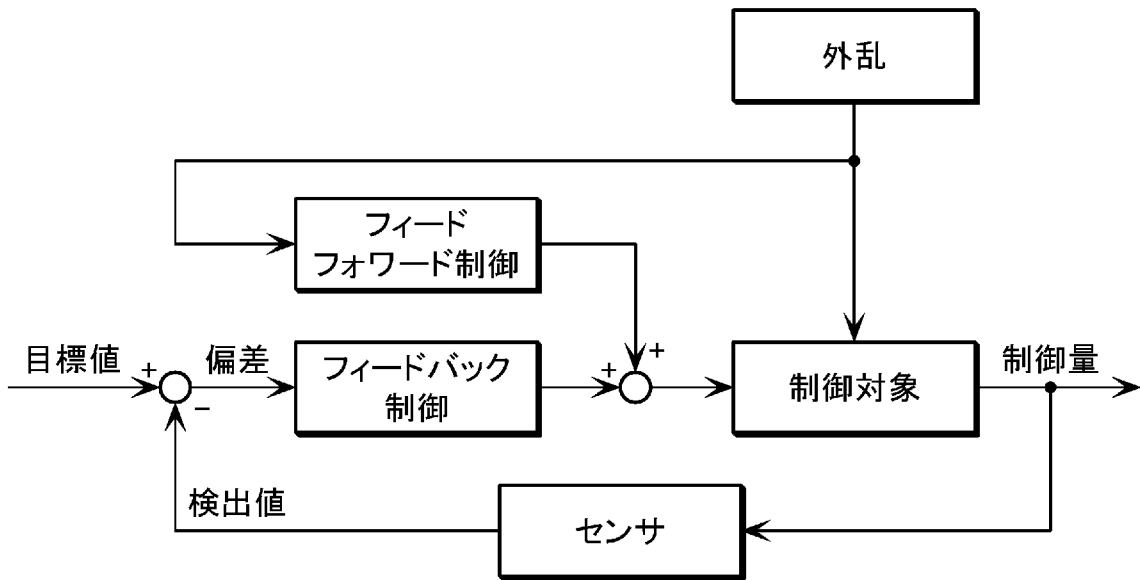 外乱
フィード
フォワード制御
目標値
+
−
偏差
フィードバック
制御
+
+
制御対象
制御量
検出値
センサ